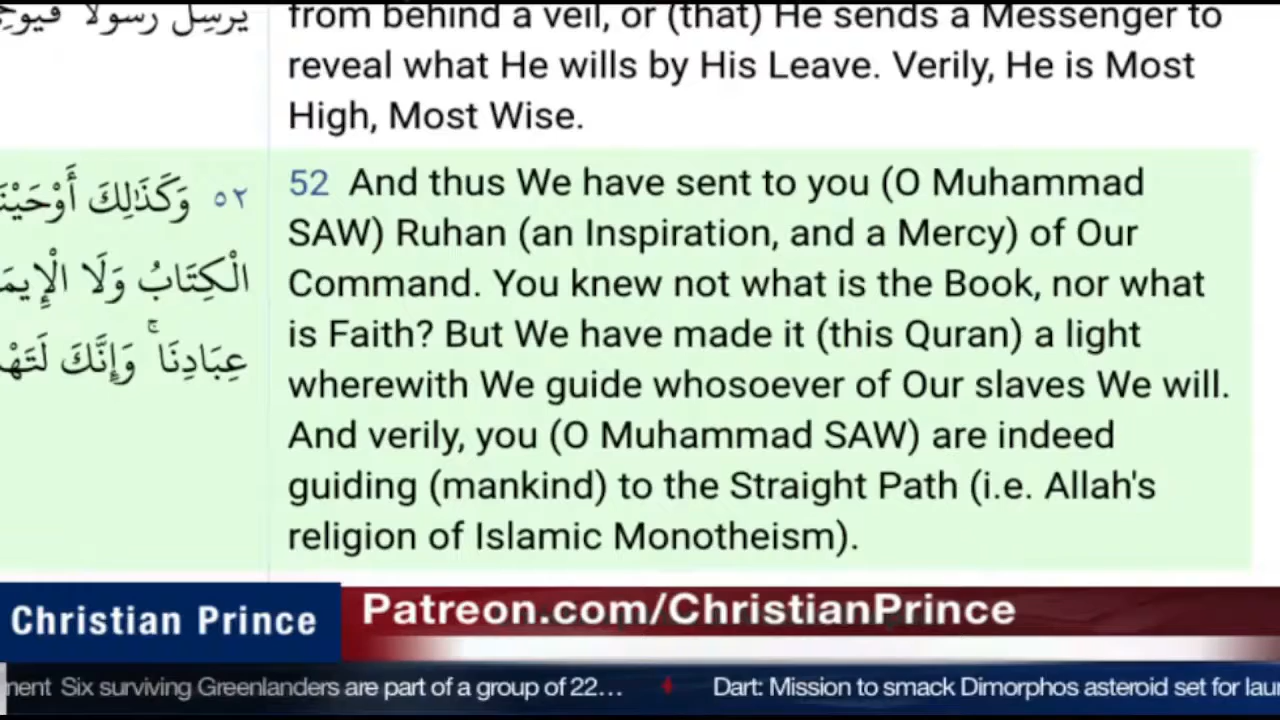 يُرْسِلَ رَسُولًا
from behind a veil, or (that) He sends a Messenger to
reveal what He wills by His Leave. Verily, He is Most
High, Most Wise.
٥٢ وَكَذَٰلِكَ أَوْحَيْنَا
الْكِتَابُ وَلَا
عِبَادِنَا ۚ وَإِنَّكَ
52 And thus We have sent to you (O Muhammad
SAW) Ruhan (an Inspiration, and a Mercy) of Our
Command. You knew not what is the Book, nor what
is Faith? But We have made it (this Quran) a light
wherewith We guide whosoever of Our slaves We will.
And verily, you (O Muhammad SAW) are indeed
guiding (mankind) to the Straight Path (i.e. Allah's
religion of Islamic Monotheism).
Christian Prince
Patreon.com/ChristianPrince
ment Six surviving Greenlanders are part of a group of 22... Dart: Mission to smack Dimorphos asteroid set for lau